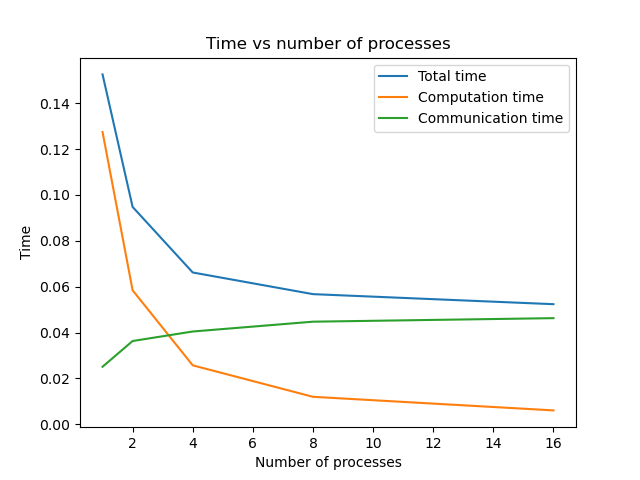 Time vs number of processes
Total time
Computation time
Communication time
0.14
0.12
0.10
0.08
0.06
0.04
0.02
0.00
Time
2
4
6
8
10
12
14
16
Number of processes